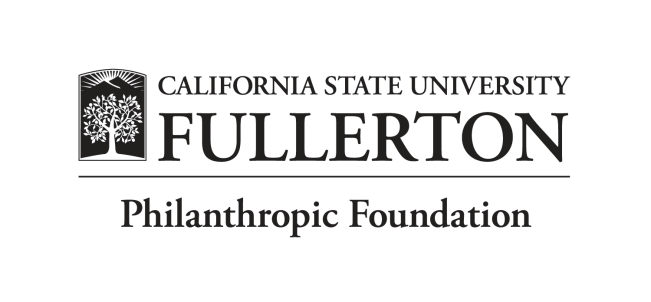 CALIFORNIA STATE UNIVERSITY
FULLERTON
Philanthropic Foundation